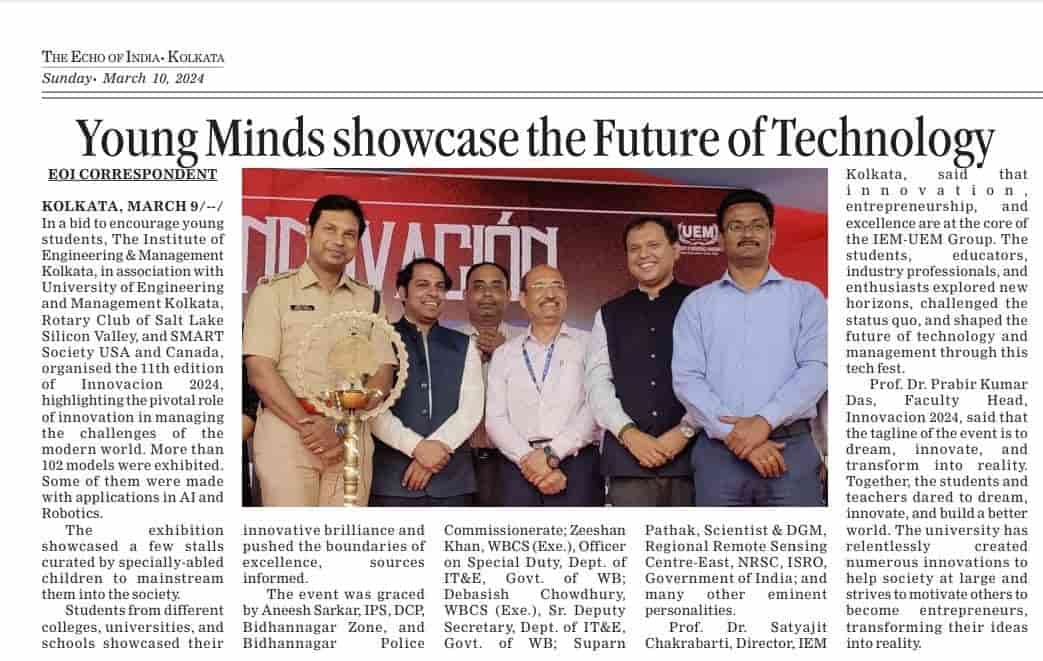 THE ECHO OF INDIA• KOLKATA
Sunday• March 10, 2024
Young Minds showcase the Future of Technology
EOI CORRESPONDENT
KOLKATA, MARCH 9/--/
In a bid to encourage young
students, The Institute of
Engineering & Management
Kolkata, in association with
University of Engineering
and Management Kolkata,
Rotary Club of Salt Lake
Silicon Valley, and SMART
Society USA and Canada,
organised the 11th edition
of Innovacion 2024,
highlighting the pivotal role
of innovation in managing
the challenges of the
modern world. More than
102 models were exhibited.
Some of them were made
with applications in AI and
Robotics.
The exhibition
showcased a few stalls
curated by specially-abled
children to mainstream
them into the society.
Students from different
colleges, universities, and
schools showcased their
NNOVACIÓN
UEM
innovative brilliance and
pushed the boundaries of
excellence, sources
informed.
The event was graced
by Aneesh Sarkar, IPS, DCP,
Bidhannagar Zone, and
Bidhannagar Police
Commissionerate; Zeeshan
Khan, WBCS (Exe.), Officer
on Special Duty, Dept. of
IT&E, Govt. of WB;
Debasish Chowdhury,
WBCS (Exe.), Sr. Deputy
Secretary, Dept. of IT&E,
Govt. of WB; Suparn
Pathak, Scientist & DGM,
Regional Remote Sensing
Centre-East, NRSC, ISRO,
Government of India; and
many other eminent
personalities.
Prof. Dr. Satyajit
Chakrabarti, Director, IEM
Kolkata, said that
innovation,
entrepreneurship, and
excellence are at the core of
the IEM-UEM Group. The
students, educators,
industry professionals, and
enthusiasts explored new
horizons, challenged the
status quo, and shaped the
future of technology and
management through this
tech fest.
Prof. Dr. Prabir Kumar
Das, Faculty Head,
Innovacion 2024, said that
the tagline of the event is to
dream, innovate, and
transform into reality.
Together, the students and
teachers dared to dream,
innovate, and build a better
world. The university has
relentlessly created
numerous innovations to
help society at large and
strives to motivate others to
become entrepreneurs,
transforming their ideas
into reality.